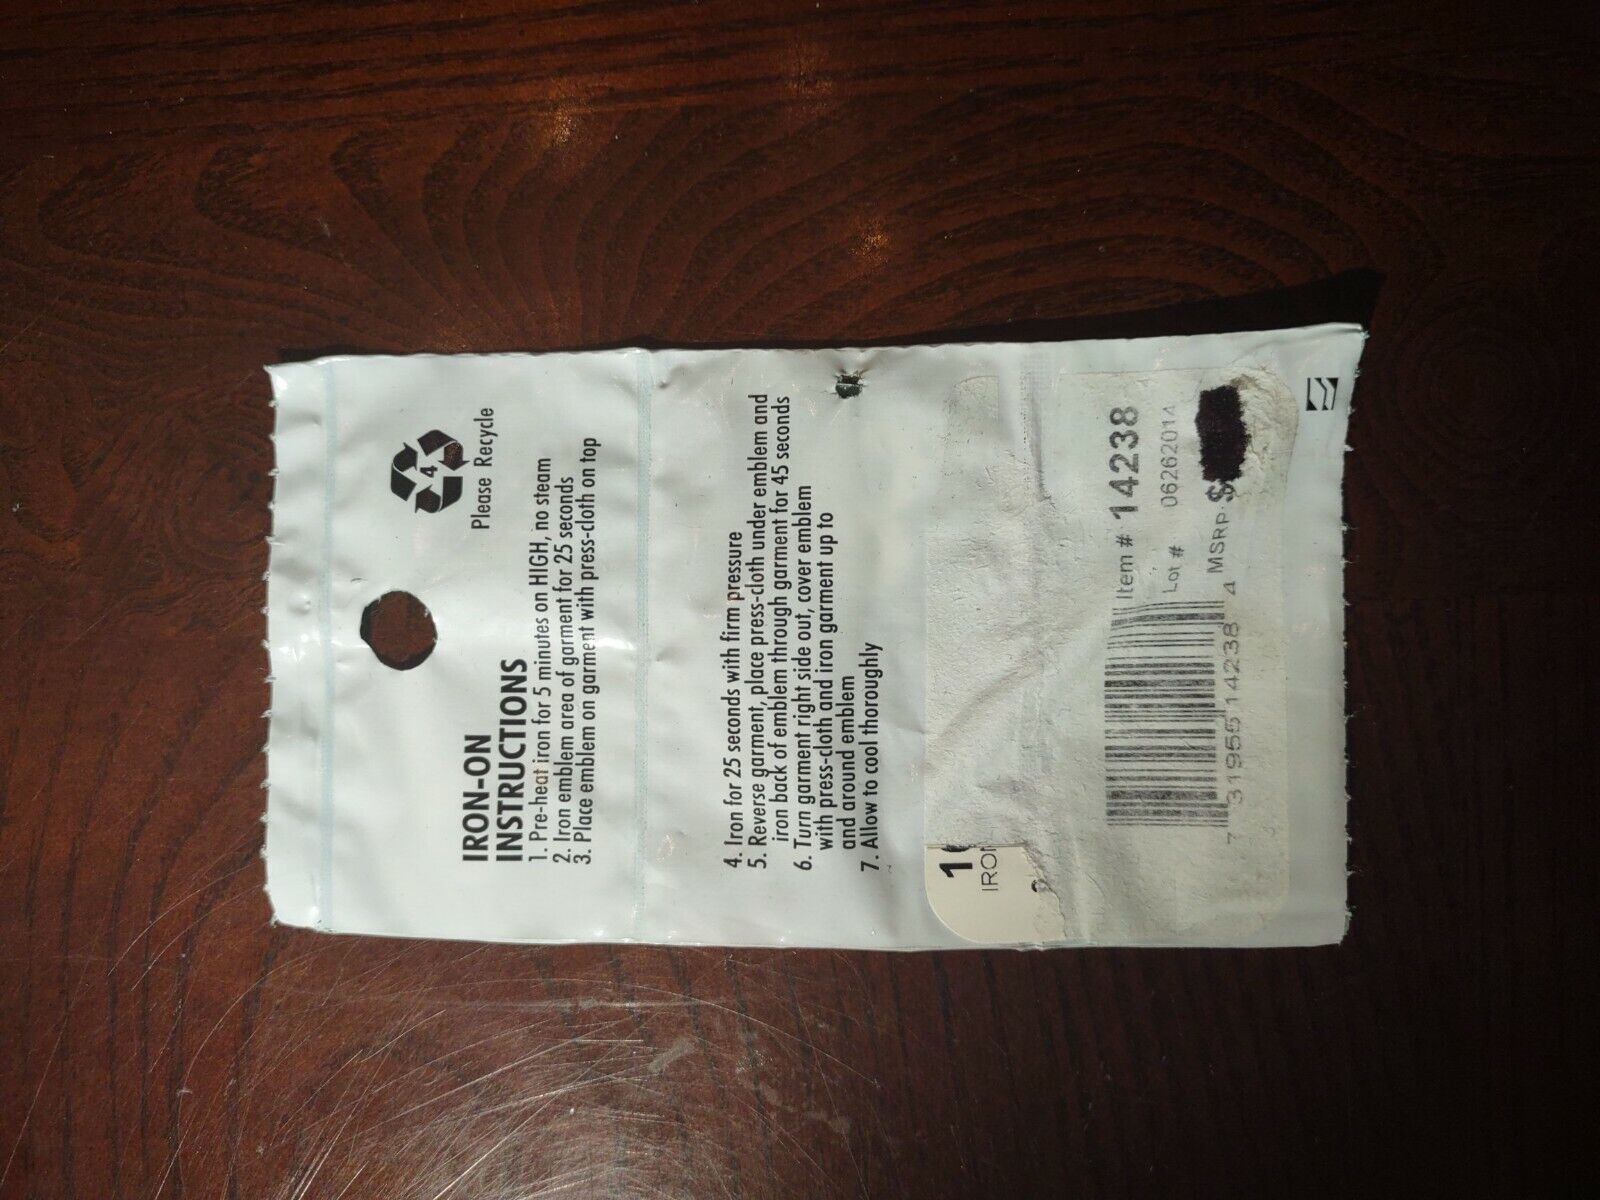 4
Please Recycle
IRON-ON
INSTRUCTIONS
1. Pre-heat iron for 5 minutes on HIGH, no steam
2. Iron emblem area of garment for 25 seconds
3. Place emblem on garment with press-cloth on top
4. Iron for 25 seconds with firm pressure
5. Reverse garment, place press-cloth under emblem and
iron back of emblem through garment for 45 seconds
6. Turn garment right side out, cover emblem
with press-cloth and iron garment up to
and around emblem
7. Allow to cool thoroughly
IRON
Item # 14238
Lot # 06262014
MSRP $
7 31955 14238 4